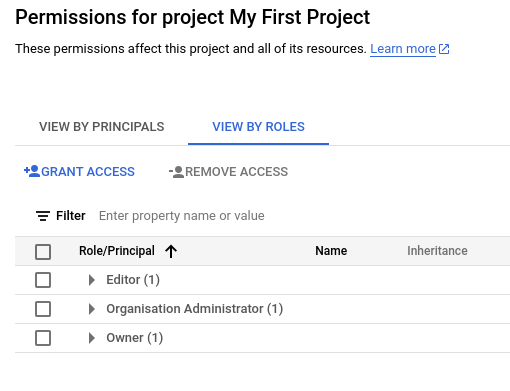 Permissions for project My First Project
These permissions affect this project and all of its resources. Learn more
VIEW BY PRINCIPALS VIEW BY ROLES
GRANT ACCESS REMOVE ACCESS
Filter Enter property name or value
Role/Principal Name Inheritance
Editor (1)
Organisation Administrator (1)
Owner (1)